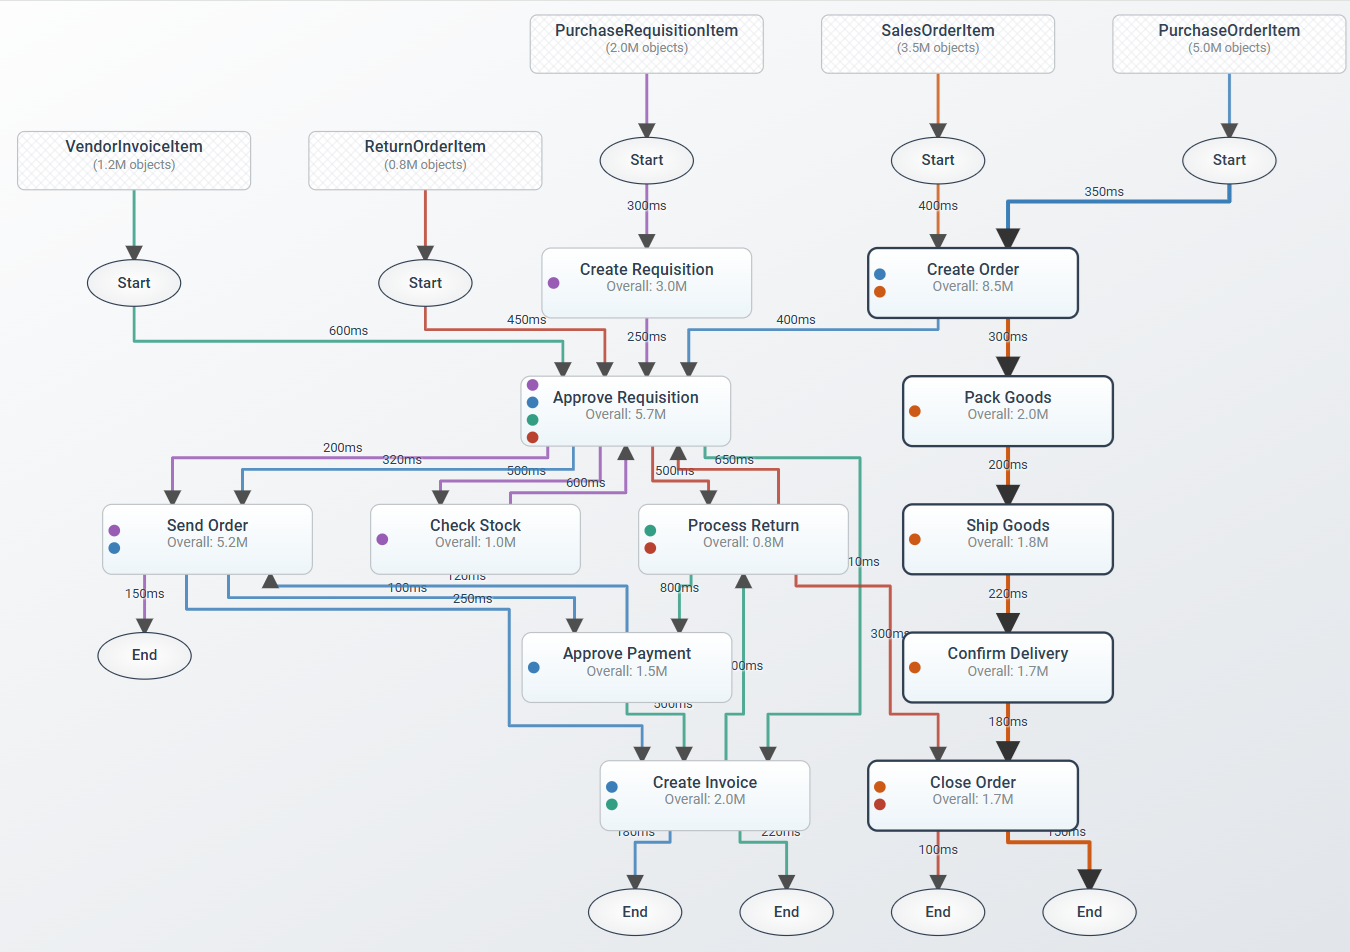 PurchaseRequisitionItem
(2.0M objects)
SalesOrderItem
(3.5M objects)
PurchaseOrderItem
(5.0M objects)
VendorInvoiceItem
(1.2M objects)
ReturnOrderItem
(0.8M objects)
Start
Start
Start
350ms
300ms
400ms
Start
Start
Create Requisition
Overall: 3.0M
Create Order
Overall: 8.5M
600ms
450ms
250ms
400ms
300ms
Approve Requisition
Overall: 5.7M
Pack Goods
Overall: 2.0M
200ms
320ms
500ms
600ms
500ms
650ms
200ms
Send Order
Overall: 5.2M
Check Stock
Overall: 1.0M
Process Return
Overall: 0.8M
Ship Goods
Overall: 1.8M
10ms
120ms
100ms
250ms
150ms
800ms
220ms
300ms
End
Approve Payment
Overall: 1.5M
00ms
Confirm Delivery
Overall: 1.7M
180ms
Create Invoice
Overall: 2.0M
Close Order
Overall: 1.7M
180ms
220ms
150ms
100ms
End
End
End
End